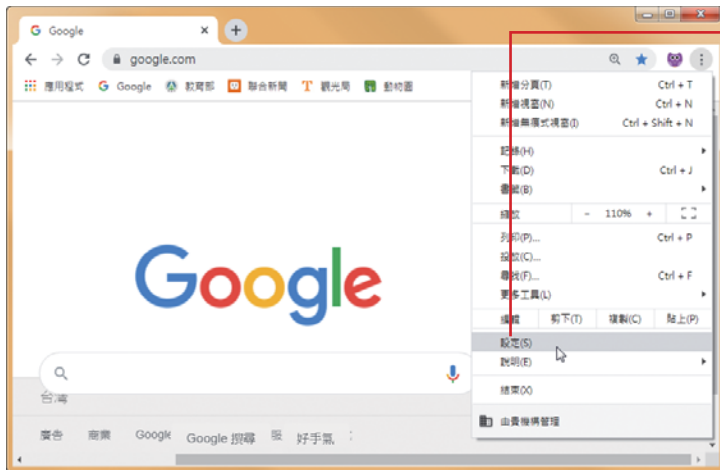 Google
google.com
應用程式 Google 教育部 聯合新聞 觀光局 動物園
新增分頁(T) Ctrl + T
新增視窗(N) Ctrl + N
新增無痕式視窗(I) Ctrl + Shift + N
記錄(H)
下載(D) Ctrl + J
書籤(B)
縮放 - 110% +
列印(P)... Ctrl + P
投放(C)...
尋找(F)... Ctrl + F
更多工具(L)
編輯 剪下(T) 複製(C) 貼上(P)
設定(S)
說明(E)
結束(X)
由貴機構管理
Google
台灣
廣告 商業 Google Google 搜尋 服 好手氣